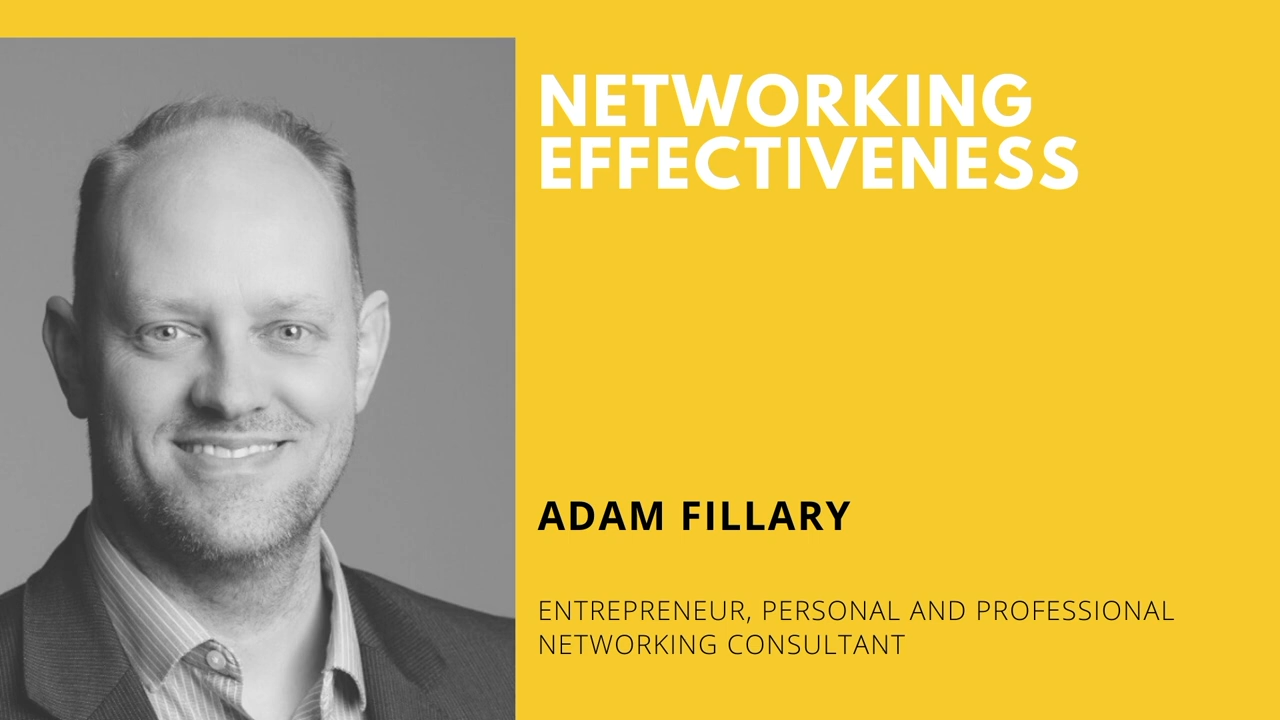 NETWORKING
EFFECTIVENESS
ADAM FILLARY
ENTREPRENEUR, PERSONAL AND PROFESSIONAL
NETWORKING CONSULTANT